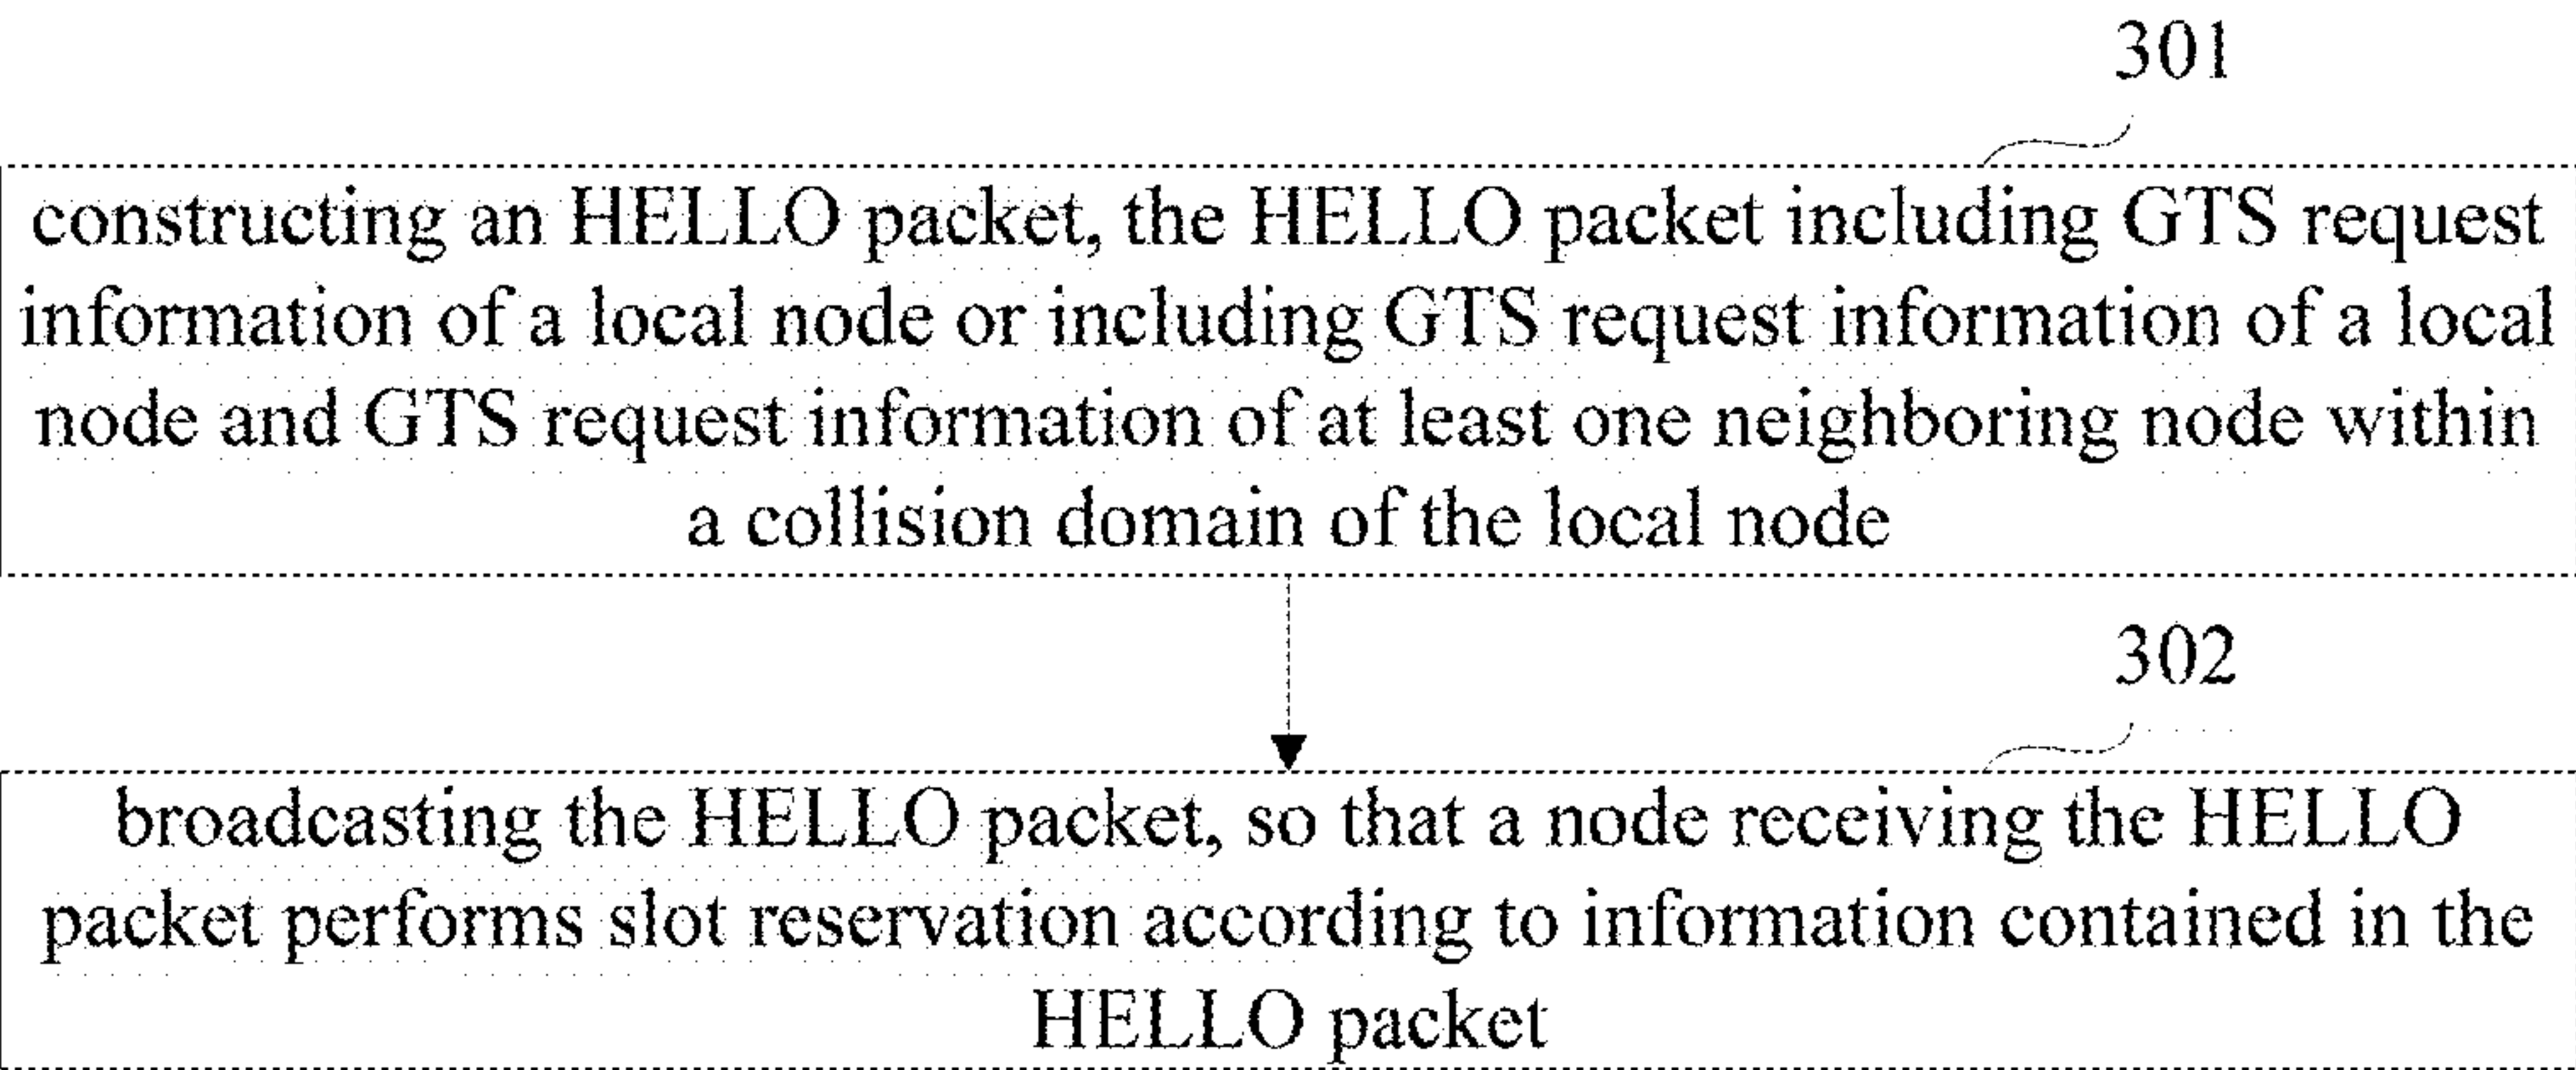 301
constructing an HELLO packet, the HELLO packet including GTS request
information of a local node or including GTS request information of a local
node and GTS request information of at least one neighboring node within
a collision domain of the local node
302
broadcasting the HELLO packet, so that a node receiving the HELLO
packet performs slot reservation according to information contained in the
HELLO packet